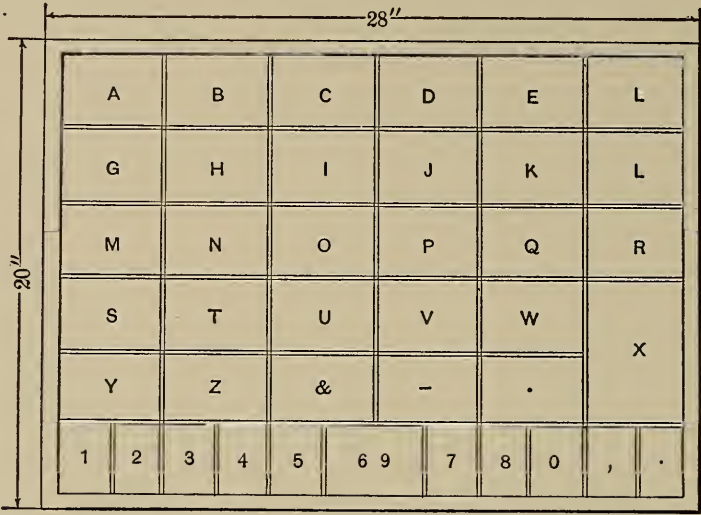 28"
20"
A B C D E L
G H I J K L
M N O P Q R
S T U V W
X
Y Z & – .
1 2 3 4 5 6 9 7 8 0 , .